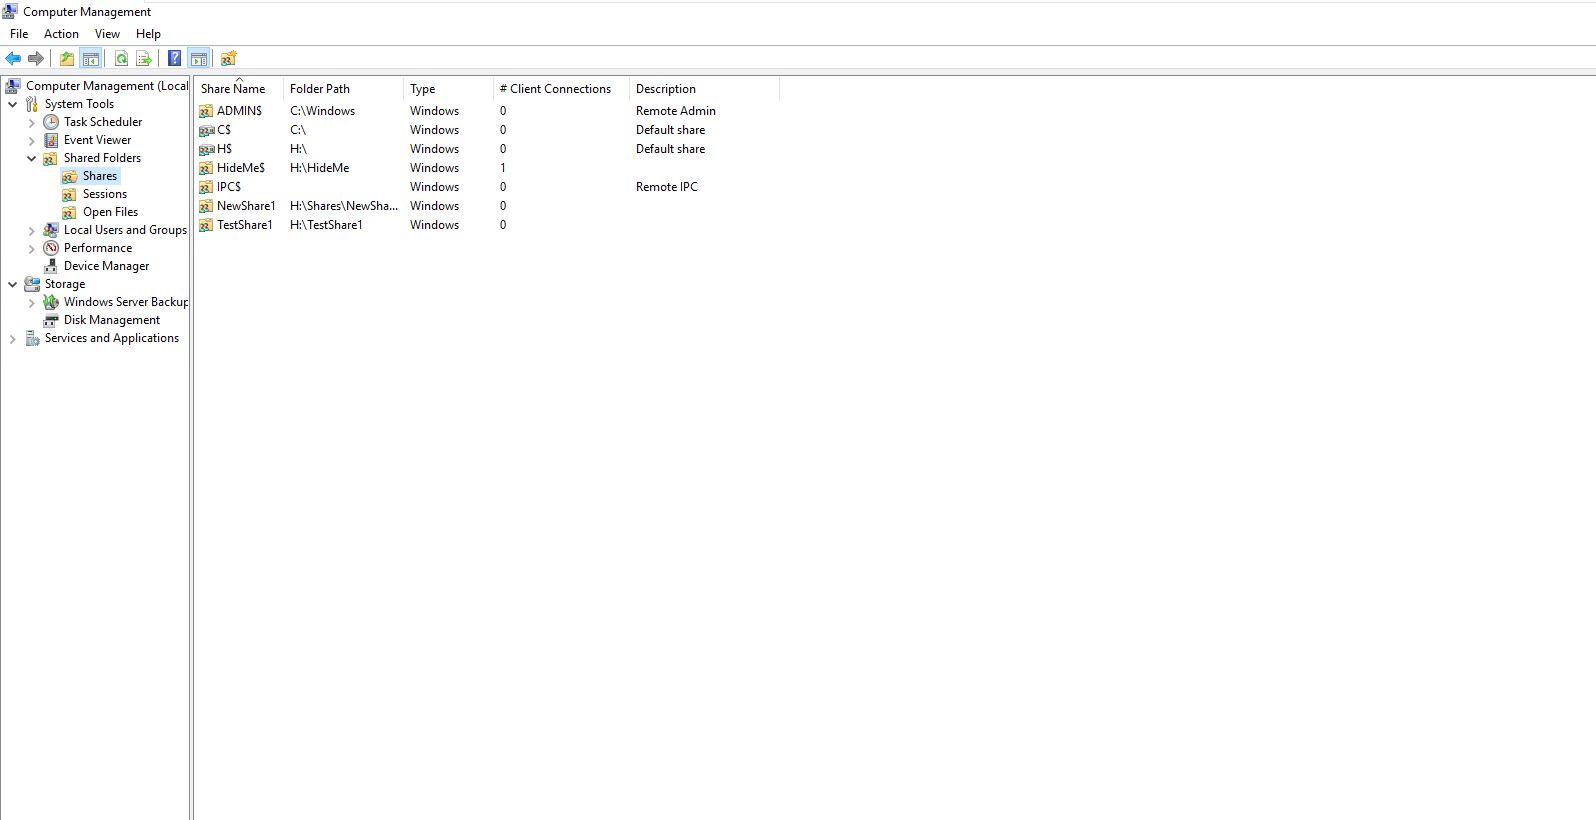 Computer Management
File Action View Help
Computer Management (Local
System Tools
Task Scheduler
Event Viewer
Shared Folders
Shares
Sessions
Open Files
Local Users and Groups
Performance
Device Manager
Storage
Windows Server Backup
Disk Management
Services and Applications
Share Name Folder Path Type # Client Connections Description
ADMIN$ C:\Windows Windows 0 Remote Admin
C$ C:\ Windows 0 Default share
H$ H:\ Windows 0 Default share
HideMe$ H:\HideMe Windows 1
IPC$ Windows 0 Remote IPC
NewShare1 H:\Shares\NewSha... Windows 0
TestShare1 H:\TestShare1 Windows 0